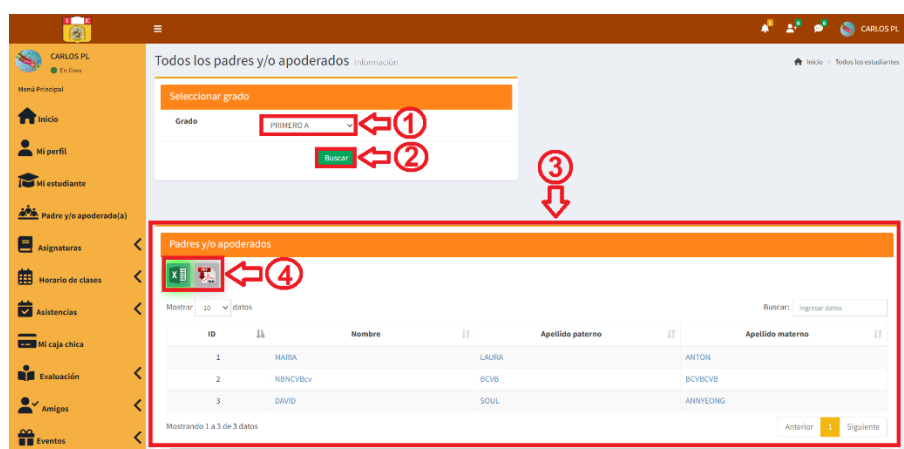 I K
CARLOS PL
CARLOS PL
En línea
Menú Principal
Inicio
Mi perfil
Mi estudiante
Padre y/o apoderado(a)
Asignaturas
Horario de clases
Asistencias
Mi caja chica
Evaluación
Amigos
Eventos
Todos los padres y/o apoderados Información
Inicio > Todos los estudiantes
Seleccionar grado
Grado PRIMERO A 1
Buscar 2
3
Padres y/o apoderados
4
Mostrar 10 datos Buscar: Ingresar datos
ID Nombre Apellido paterno Apellido materno
1 MARIA LAURA ANTON
2 NBNCVBcv BCVB BCVBCVB
3 DAVID SOUL ANNYEONG
Mostrando 1 a 3 de 3 datos Anterior 1 Siguiente